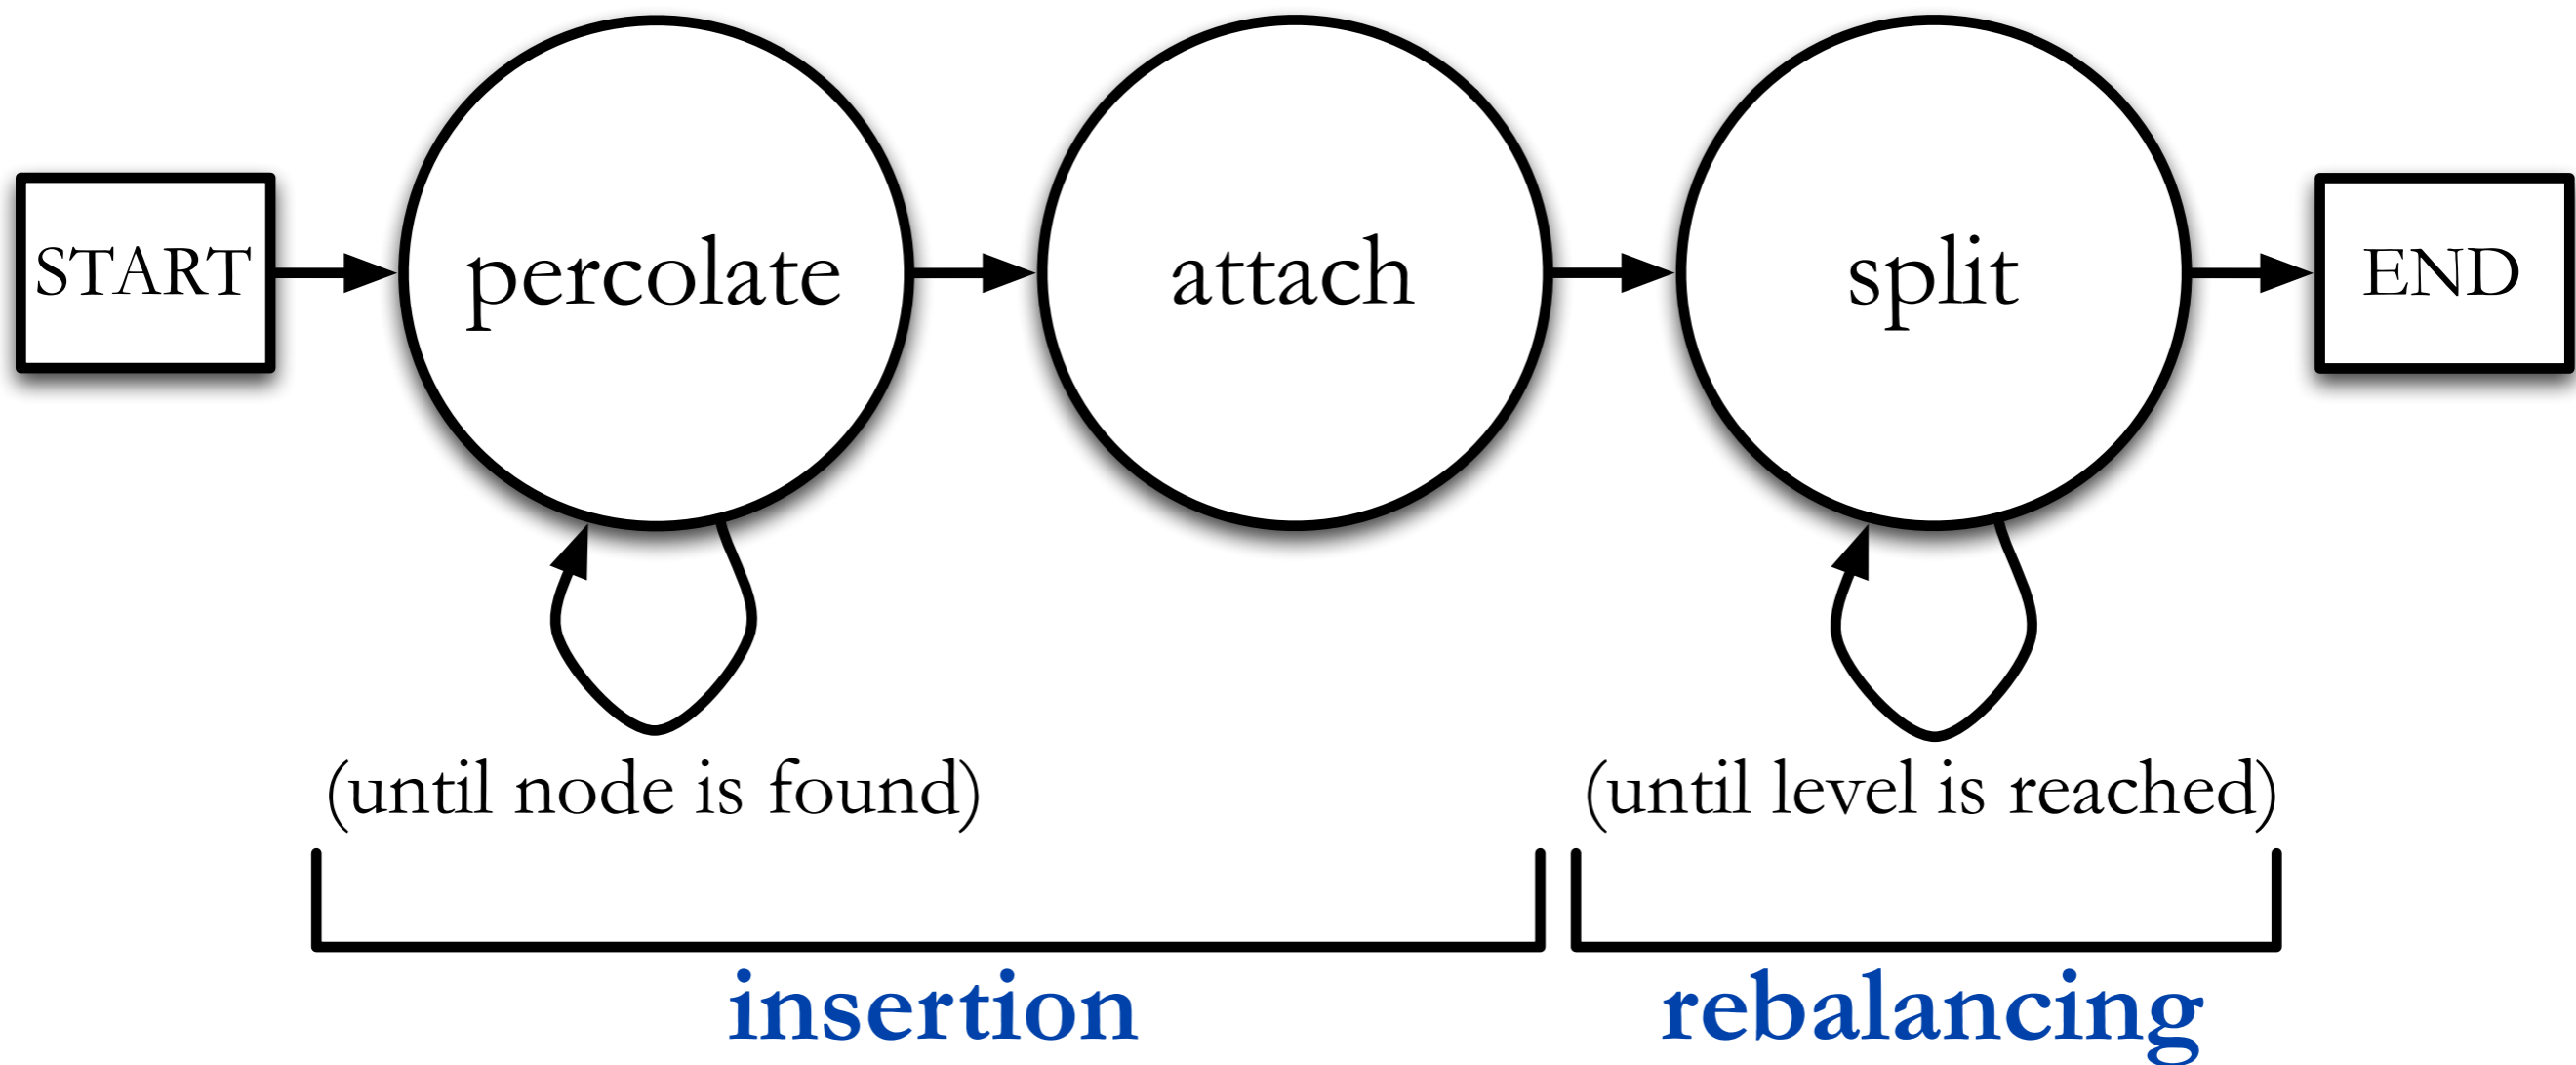 START
percolate
attach
split
END
(until node is found)
(until level is reached)
insertion
rebalancing